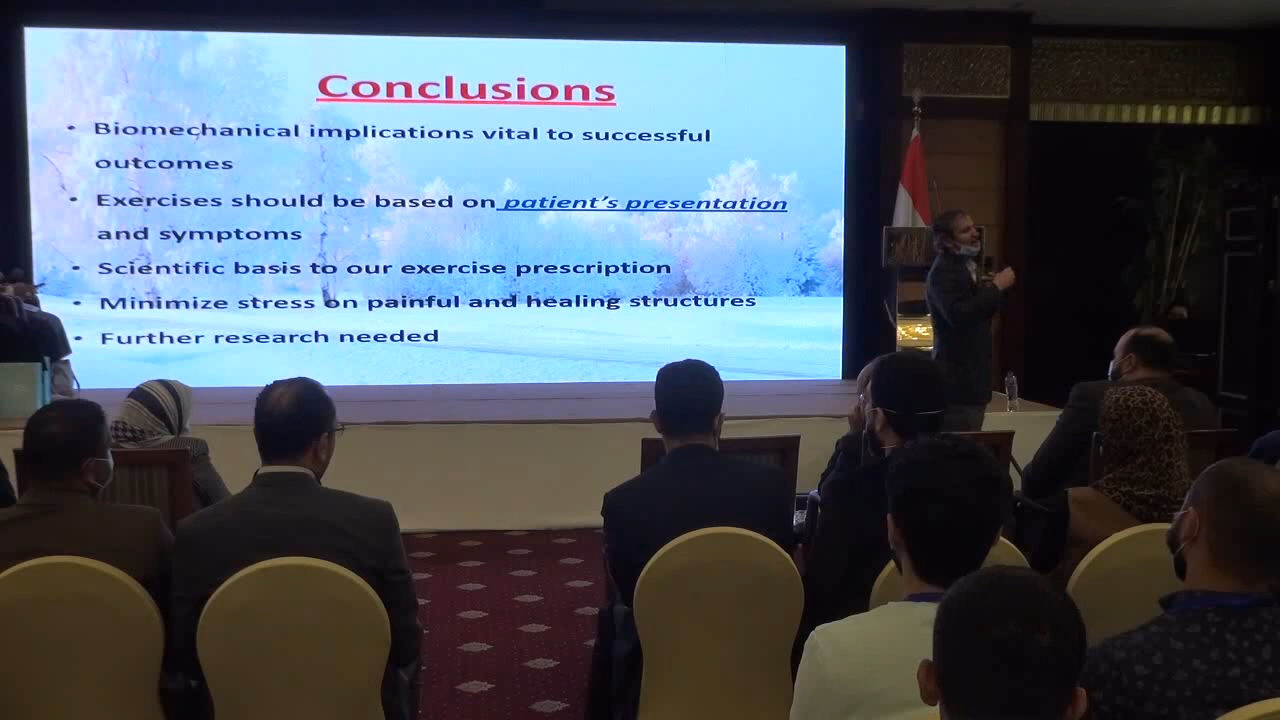 Conclusions
• Biomechanical implications vital to successful
outcomes
• Exercises should be based on patient's presentation
and symptoms
• Scientific basis to our exercise prescription
• Minimize stress on painful and healing structures
• Further research needed